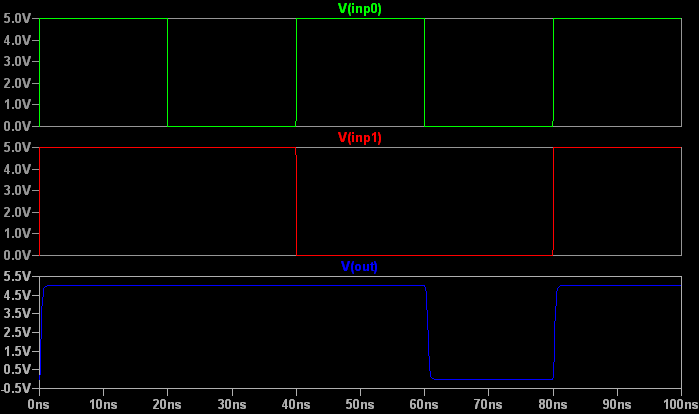 V(inp0)
5.0V
4.0V
3.0V
2.0V
1.0V
0.0V
V(inp1)
5.0V
4.0V
3.0V
2.0V
1.0V
0.0V
V(out)
5.5V
4.5V
3.5V
2.5V
1.5V
0.5V
-0.5V
0ns 10ns 20ns 30ns 40ns 50ns 60ns 70ns 80ns 90ns 100ns